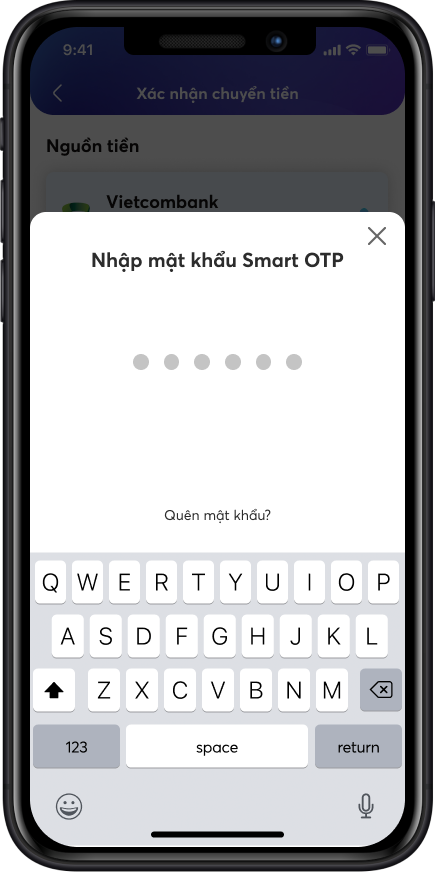 9:41
Xác nhận chuyển tiền
Nguồn tiền
Vietcombank
Nhập mật khẩu Smart OTP
Quên mật khẩu?
Q W E R T Y U I O P
A S D F G H J K L
Z X C V B N M
123 space return